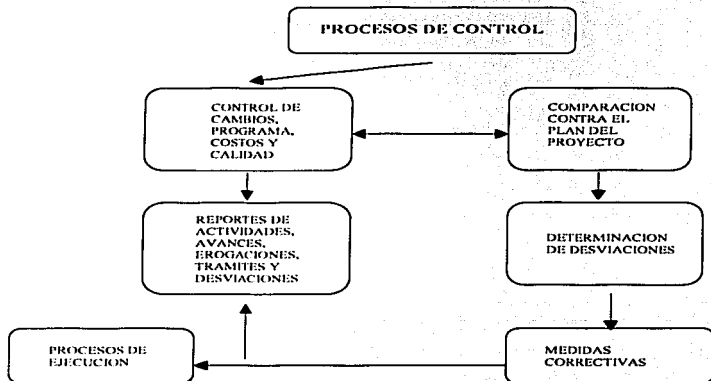 PROCESOS DE CONTROL
CONTROL DE
CAMBIOS,
PROGRAMA,
COSTOS Y
CALIDAD
COMPARACION
CONTRA EL
PLAN DEL
PROYECTO
REPORTES DE
ACTIVIDADES,
AVANCES,
EROGACIONES,
TRAMITES Y
DESVIACIONES
DETERMINACION
DE DESVIACIONES
PROCESOS DE
EJECUCION
MEDIDAS
CORRECTIVAS